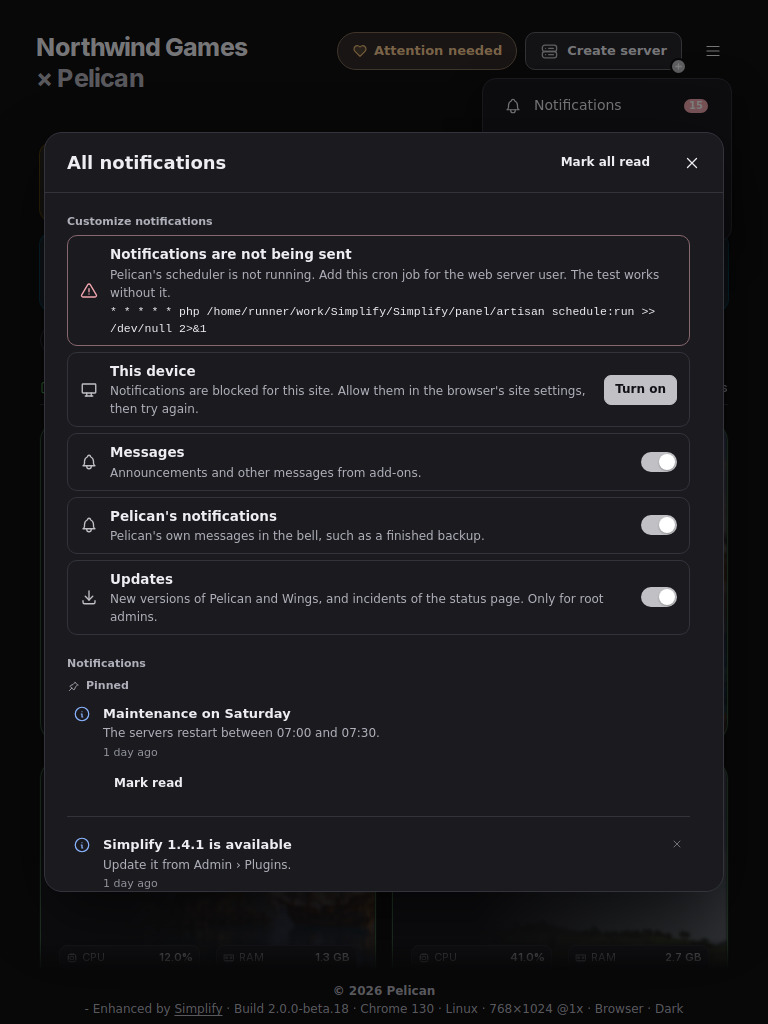 Northwind Games
× Pelican
Attention needed
Create server
Notifications
15
All notifications
Mark all read
Customize notifications
Notifications are not being sent
Pelican's scheduler is not running. Add this cron job for the web server user. The test works
without it.
* * * * * php /home/runner/work/Simplify/Simplify/panel/artisan schedule:run >>
/dev/null 2>&1
This device
Notifications are blocked for this site. Allow them in the browser's site settings,
then try again.
Turn on
Messages
Announcements and other messages from add-ons.
Pelican's notifications
Pelican's own messages in the bell, such as a finished backup.
Updates
New versions of Pelican and Wings, and incidents of the status page. Only for root
admins.
Notifications
Pinned
Maintenance on Saturday
The servers restart between 07:00 and 07:30.
1 day ago
Mark read
Simplify 1.4.1 is available
Update it from Admin › Plugins.
1 day ago
CPU 12.0% RAM 1.3 GB CPU 41.0% RAM 2.7 GB
© 2026 Pelican
- Enhanced by Simplify · Build 2.0.0-beta.18 · Chrome 130 · Linux · 768×1024 @1x · Browser · Dark